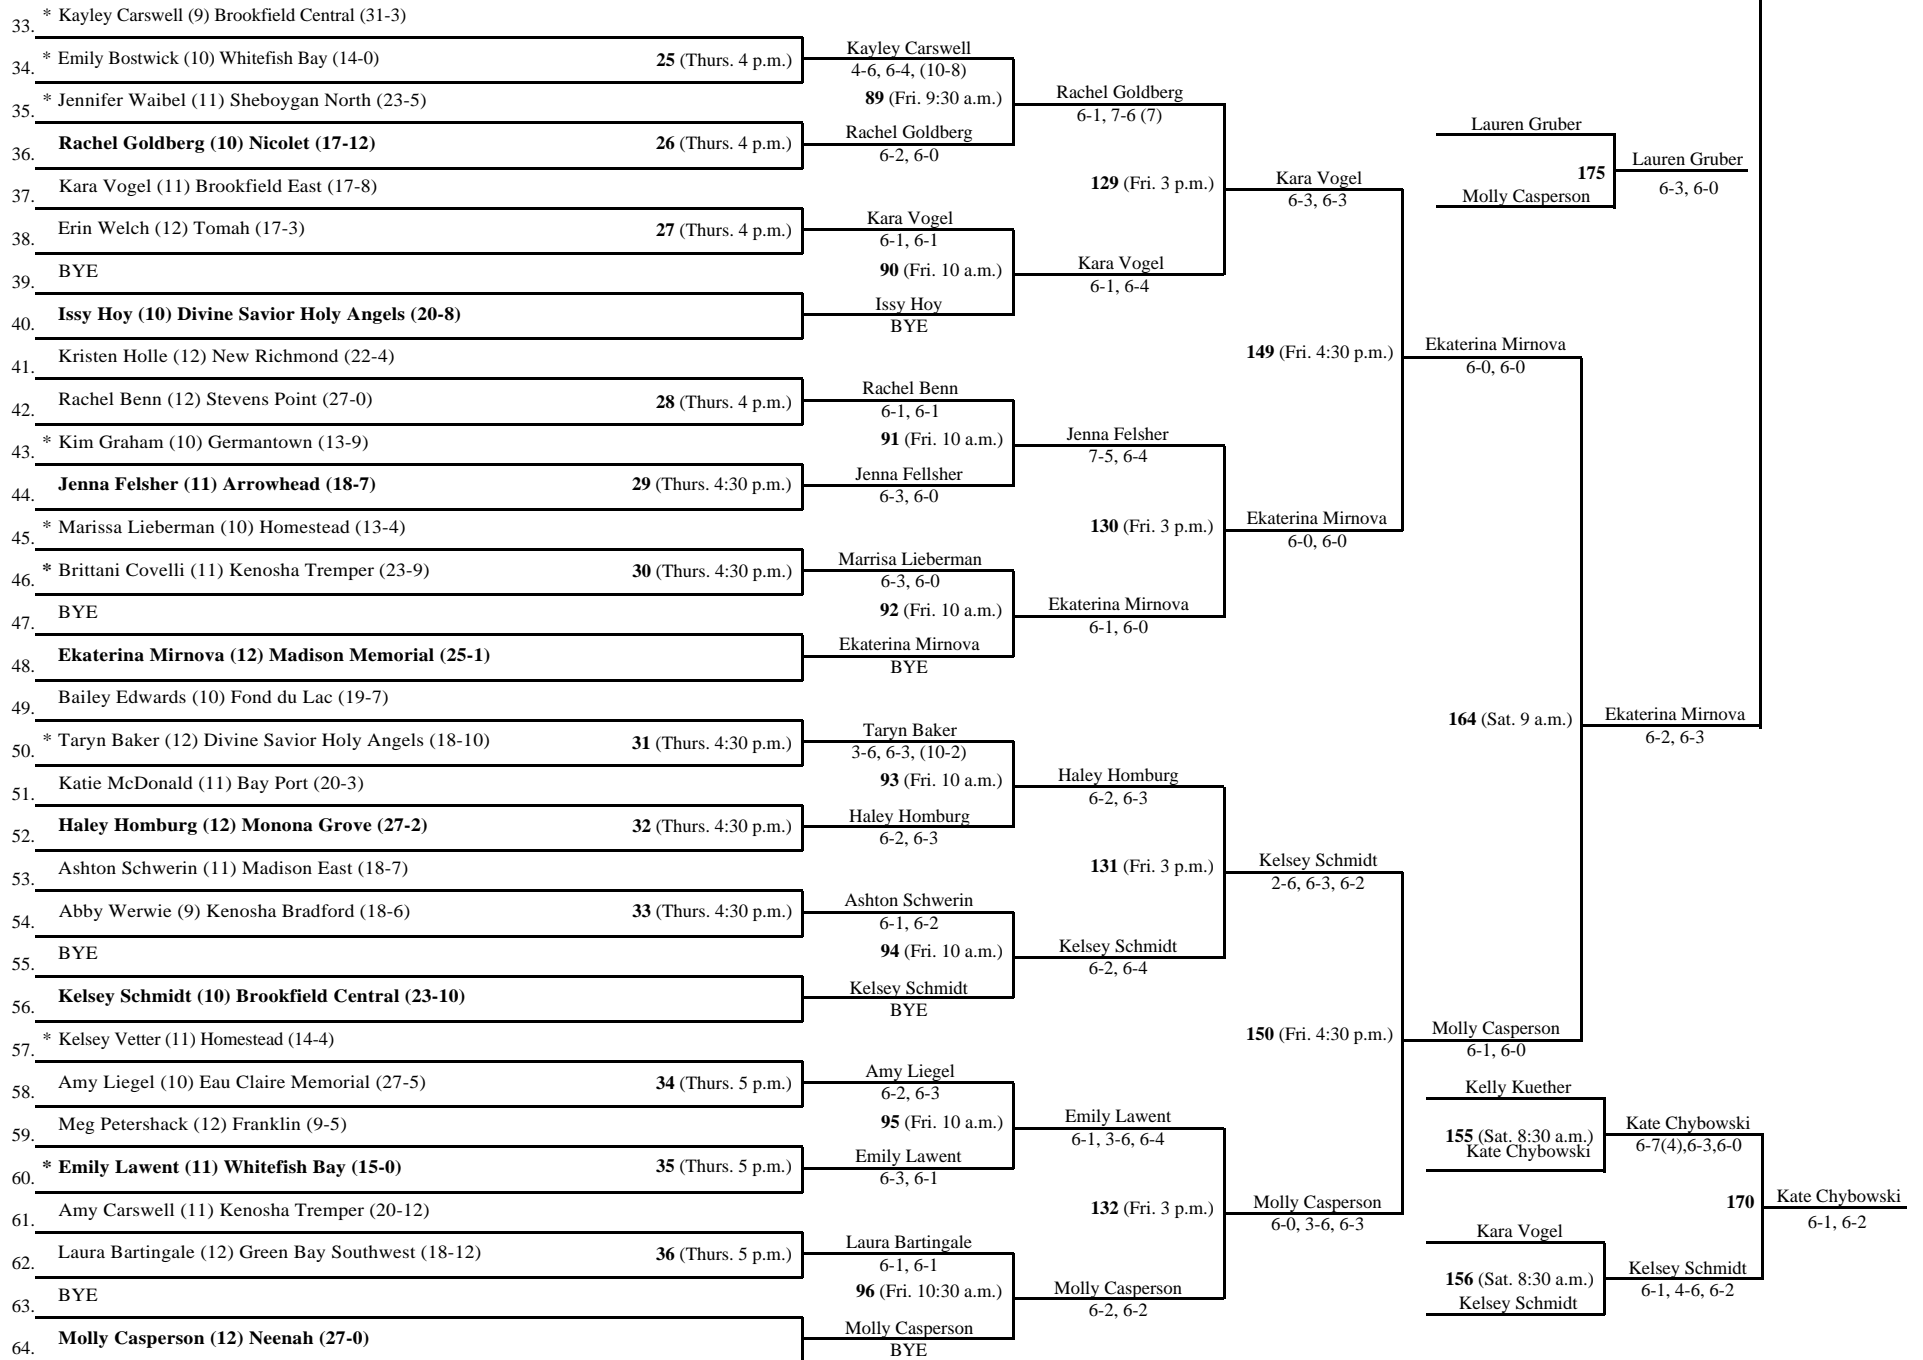 33. * Kayley Carswell (9) Brookfield Central (31-3)
34. * Emily Bostwick (10) Whitefish Bay (14-0) 25 (Thurs. 4 p.m.)
35. * Jennifer Waibel (11) Sheboygan North (23-5)
36. Rachel Goldberg (10) Nicolet (17-12) 26 (Thurs. 4 p.m.)
37. Kara Vogel (11) Brookfield East (17-8)
38. Erin Welch (12) Tomah (17-3) 27 (Thurs. 4 p.m.)
39. BYE
40. Issy Hoy (10) Divine Savior Holy Angels (20-8)
41. Kristen Holle (12) New Richmond (22-4)
42. Rachel Benn (12) Stevens Point (27-0) 28 (Thurs. 4 p.m.)
43. * Kim Graham (10) Germantown (13-9)
44. Jenna Felsher (11) Arrowhead (18-7) 29 (Thurs. 4:30 p.m.)
45. * Marissa Lieberman (10) Homestead (13-4)
46. * Brittani Covelli (11) Kenosha Tremper (23-9) 30 (Thurs. 4:30 p.m.)
47. BYE
48. Ekaterina Mirnova (12) Madison Memorial (25-1)
49. Bailey Edwards (10) Fond du Lac (19-7)
50. * Taryn Baker (12) Divine Savior Holy Angels (18-10) 31 (Thurs. 4:30 p.m.)
51. Katie McDonald (11) Bay Port (20-3)
52. Haley Homburg (12) Monona Grove (27-2) 32 (Thurs. 4:30 p.m.)
53. Ashton Schwerin (11) Madison East (18-7)
54. Abby Werwie (9) Kenosha Bradford (18-6) 33 (Thurs. 4:30 p.m.)
55. BYE
56. Kelsey Schmidt (10) Brookfield Central (23-10)
57. * Kelsey Vetter (11) Homestead (14-4)
58. Amy Liegel (10) Eau Claire Memorial (27-5) 34 (Thurs. 5 p.m.)
59. Meg Petershack (12) Franklin (9-5)
60. * Emily Lawent (11) Whitefish Bay (15-0) 35 (Thurs. 5 p.m.)
61. Amy Carswell (11) Kenosha Tremper (20-12)
62. Laura Bartingale (12) Green Bay Southwest (18-12) 36 (Thurs. 5 p.m.)
63. BYE
64. Molly Casperson (12) Neenah (27-0)
Kayley Carswell
4-6, 6-4, (10-8)
89 (Fri. 9:30 a.m.)
Rachel Goldberg
6-2, 6-0
Kara Vogel
6-1, 6-1
90 (Fri. 10 a.m.)
Issy Hoy
BYE
Rachel Benn
6-1, 6-1
91 (Fri. 10 a.m.)
Jenna Fellsher
6-3, 6-0
Marrisa Lieberman
6-3, 6-0
92 (Fri. 10 a.m.)
Ekaterina Mirnova
BYE
Taryn Baker
3-6, 6-3, (10-2)
93 (Fri. 10 a.m.)
Haley Homburg
6-2, 6-3
Ashton Schwerin
6-1, 6-2
94 (Fri. 10 a.m.)
Kelsey Schmidt
BYE
Amy Liegel
6-2, 6-3
95 (Fri. 10 a.m.)
Emily Lawent
6-3, 6-1
Laura Bartingale
6-1, 6-1
96 (Fri. 10:30 a.m.)
Molly Casperson
BYE
Rachel Goldberg
6-1, 7-6 (7)
129 (Fri. 3 p.m.)
Kara Vogel
6-1, 6-4
Jenna Felsher
7-5, 6-4
130 (Fri. 3 p.m.)
Ekaterina Mirnova
6-1, 6-0
Haley Homburg
6-2, 6-3
131 (Fri. 3 p.m.)
Kelsey Schmidt
6-2, 6-4
Emily Lawent
6-1, 3-6, 6-4
132 (Fri. 3 p.m.)
Molly Casperson
6-2, 6-2
Kara Vogel
6-3, 6-3
149 (Fri. 4:30 p.m.)
Ekaterina Mirnova
6-0, 6-0
Kelsey Schmidt
2-6, 6-3, 6-2
150 (Fri. 4:30 p.m.)
Molly Casperson
6-0, 3-6, 6-3
Ekaterina Mirnova
6-0, 6-0
164 (Sat. 9 a.m.)
Molly Casperson
6-1, 6-0
Ekaterina Mirnova
6-2, 6-3
Lauren Gruber
175
Molly Casperson
Lauren Gruber
6-3, 6-0
Kelly Kuether
155 (Sat. 8:30 a.m.)
Kate Chybowski
Kate Chybowski
6-7(4),6-3,6-0
170
Kara Vogel
156 (Sat. 8:30 a.m.)
Kelsey Schmidt
Kelsey Schmidt
6-1, 4-6, 6-2
Kate Chybowski
6-1, 6-2